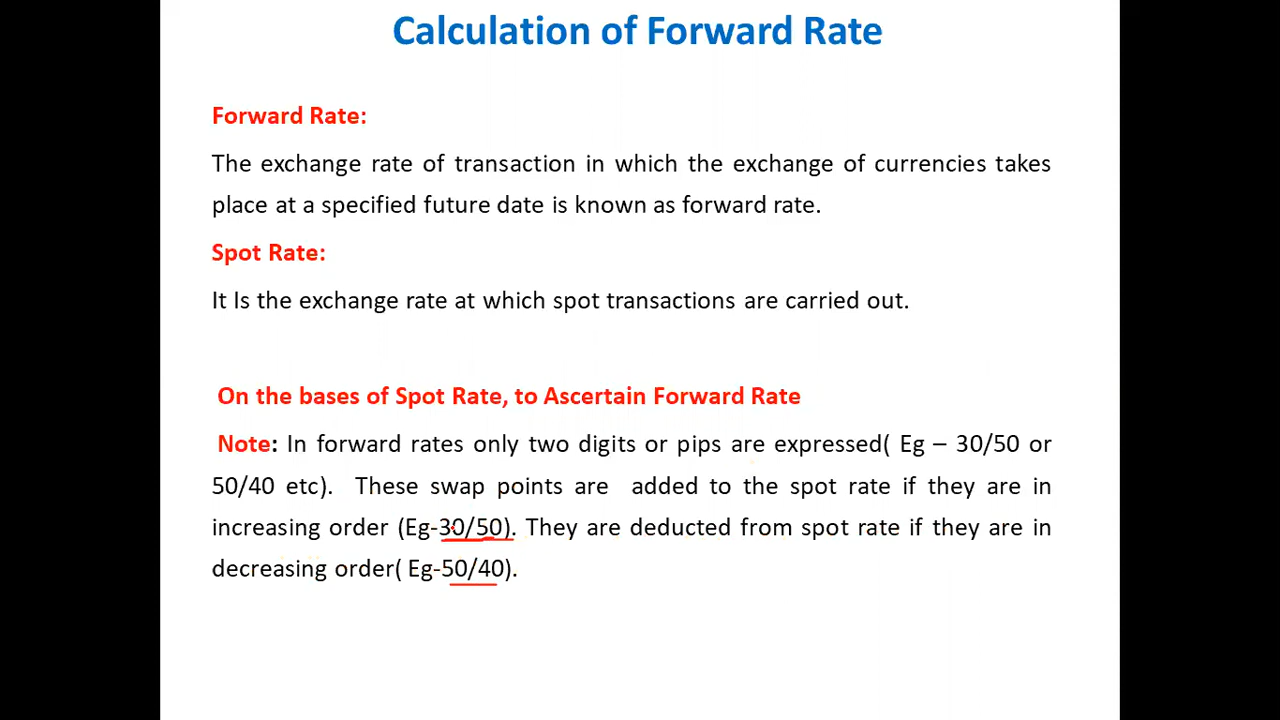 Calculation of Forward Rate
Forward Rate:
The exchange rate of transaction in which the exchange of currencies takes
place at a specified future date is known as forward rate.
Spot Rate:
It Is the exchange rate at which spot transactions are carried out.
On the bases of Spot Rate, to Ascertain Forward Rate
Note: In forward rates only two digits or pips are expressed( Eg – 30/50 or
50/40 etc). These swap points are added to the spot rate if they are in
increasing order (Eg-30/50). They are deducted from spot rate if they are in
decreasing order( Eg-50/40).